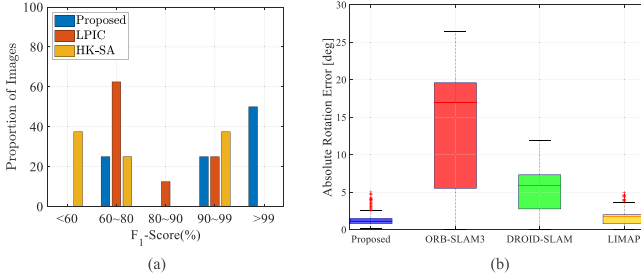 Proportion of Images
100
80
60
40
20
0
Proposed
LPIC
HK-SA
<60
60~80
80~90
90~99
>99
F1-Score(%)
(a)
Absolute Rotation Error [deg]
30
25
20
15
10
5
0
Proposed
ORB-SLAM3
DROID-SLAM
LIMAP
(b)